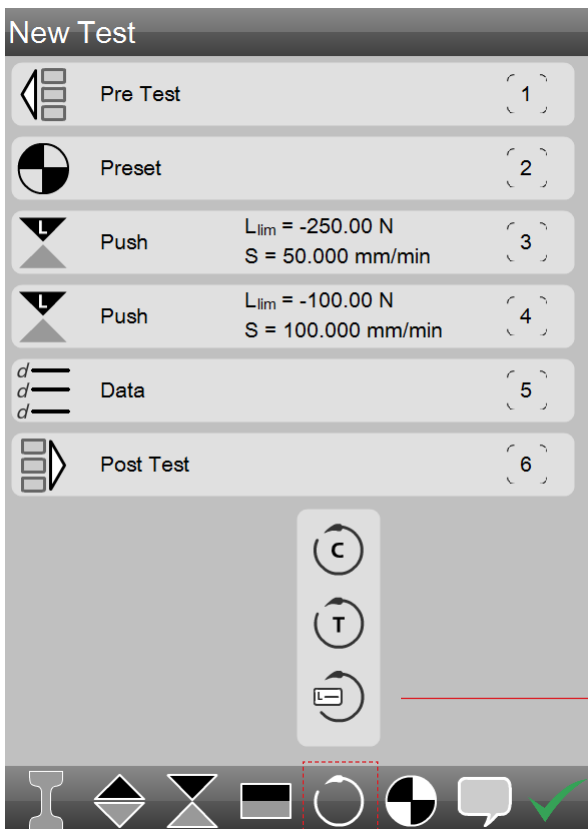 New Test
Pre Test 1
Preset 2
L Push Llim = -250.00 N 3
S = 50.000 mm/min
L Push Llim = -100.00 N 4
S = 100.000 mm/min
d
d Data 5
d
Post Test 6
C
T
L